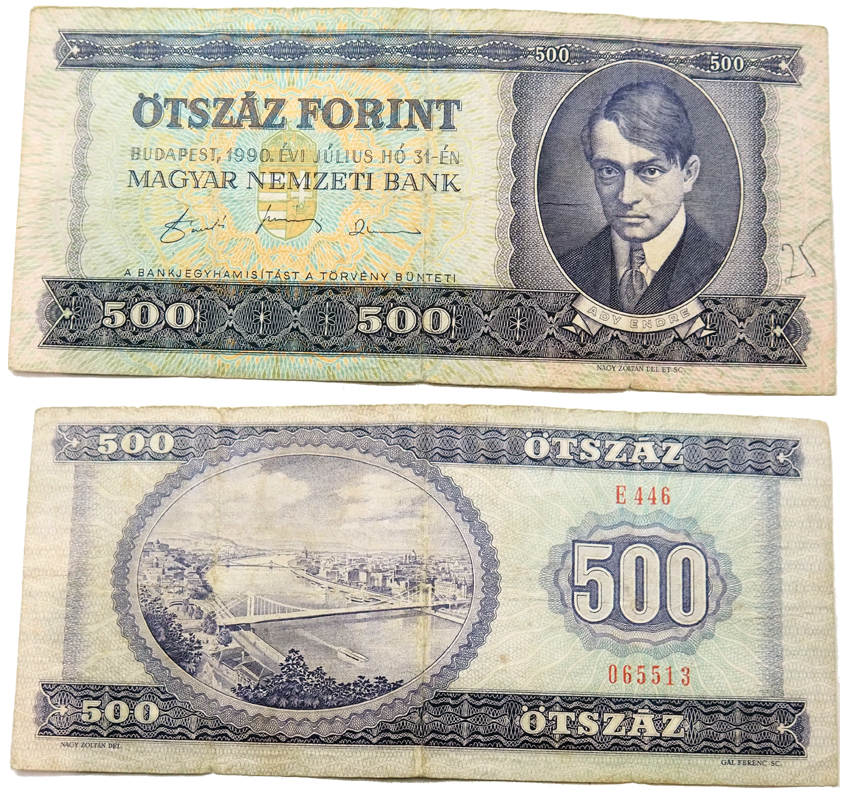 500
500
ÖTSZÁZ FORINT
BUDAPEST, 1990. ÉVI JÚLIUS HÓ 31-ÉN
MAGYAR NEMZETI BANK
A BANKJEGYHAMISÍTÁST A TÖRVÉNY BÜNTETI
500
500
ADY ENDRE
NAGY ZOLTÁN DEL. ET SC.
25
500
ÖTSZÁZ
E 446
500
065513
500
ÖTSZÁZ
NAGY ZOLTÁN DEL.
GÁL FERENC SC.